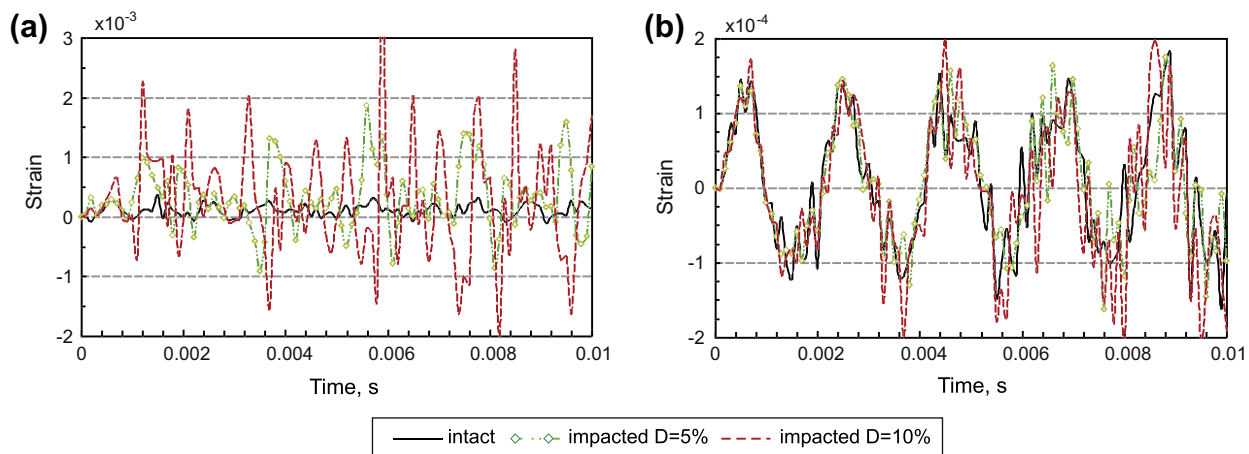 (a)
x10-3
3
2
1
0
-1
-2
Strain
0
0.002
0.004
0.006
0.008
0.01
Time, s
(b)
x10-4
2
1
0
-1
-2
Strain
0
0.002
0.004
0.006
0.008
0.01
Time, s
intact
impacted D=5%
impacted D=10%